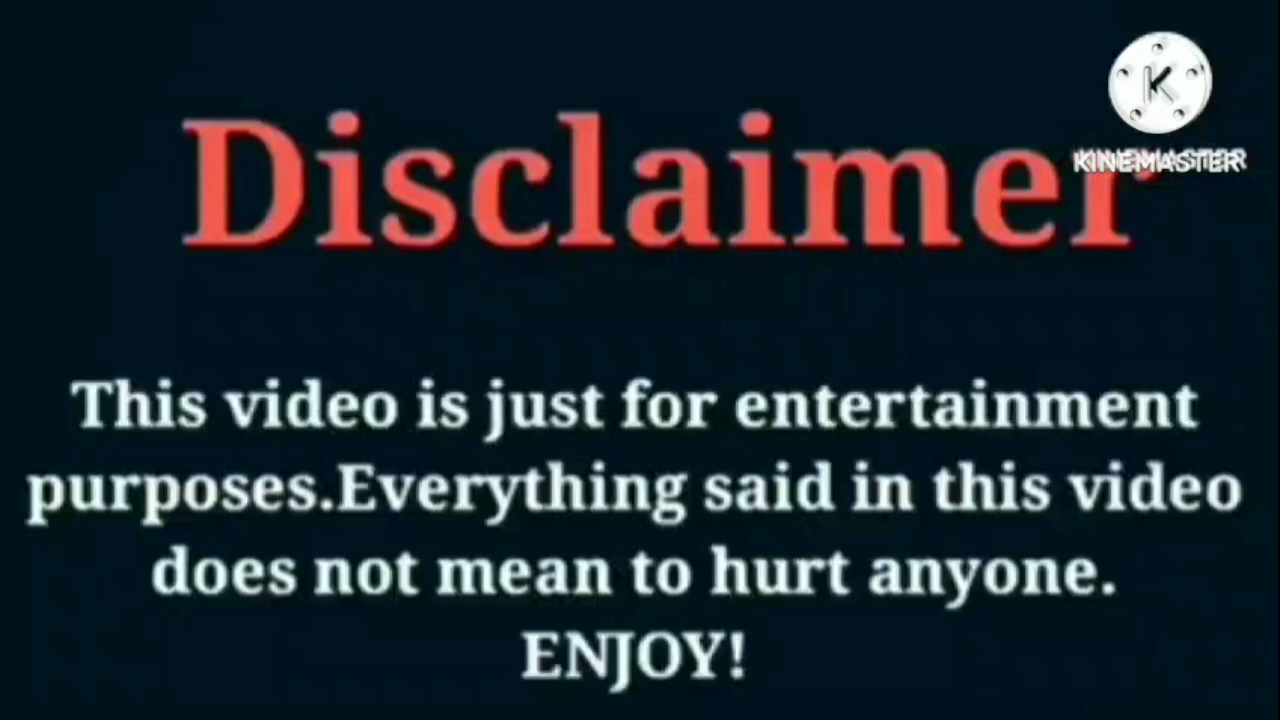 K
KINEMASTER
Disclaimer
This video is just for entertainment
purposes.Everything said in this video
does not mean to hurt anyone.
ENJOY!